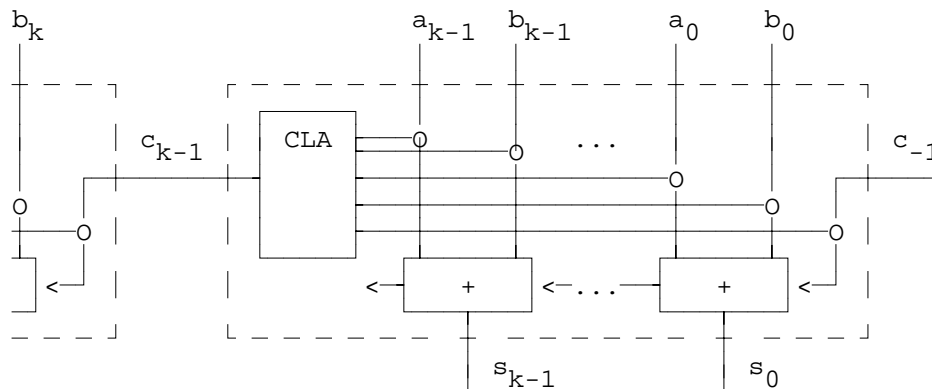 b_k a_{k-1} b_{k-1} a_0 b_0
CLA ...
c_{k-1} c_{-1}
< < + < ... + <
s_{k-1} s_0